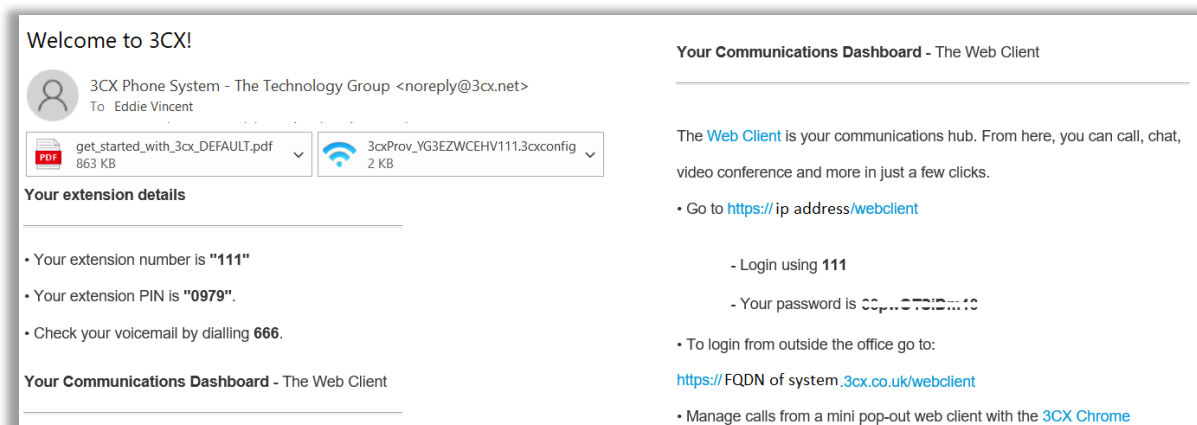 Welcome to 3CX!
3CX Phone System - The Technology Group <noreply@3cx.net>
To Eddie Vincent
PDF
get_started_with_3cx_DEFAULT.pdf
863 KB
3cxProv_YG3EZWCEHV111.3cxconfig
2 KB
Your extension details
• Your extension number is "111"
• Your extension PIN is "0979".
• Check your voicemail by dialling 666.
Your Communications Dashboard - The Web Client
Your Communications Dashboard - The Web Client
The Web Client is your communications hub. From here, you can call, chat,
video conference and more in just a few clicks.
• Go to https:// ip address/webclient
- Login using 111
- Your password is
• To login from outside the office go to:
https:// FQDN of system.3cx.co.uk/webclient
• Manage calls from a mini pop-out web client with the 3CX Chrome